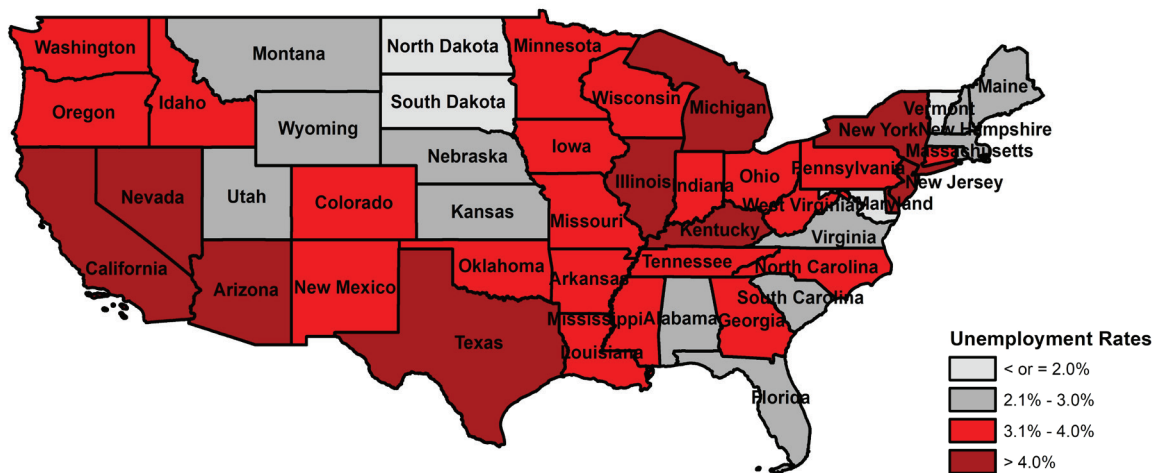 Washington
Montana
North Dakota
Minnesota
Maine
Oregon
Idaho
South Dakota
Wisconsin
Michigan
Vermont
Wyoming
New York
New Hampshire
Nebraska
Iowa
Massachusetts
Nevada
Utah
Colorado
Kansas
Illinois
Indiana
Ohio
Pennsylvania
New Jersey
Missouri
West Virginia
Maryland
Kentucky
Virginia
California
Arizona
New Mexico
Oklahoma
Arkansas
Tennessee
North Carolina
South Carolina
Texas
Mississippi
Alabama
Georgia
Louisiana
Florida
Unemployment Rates
< or = 2.0%
2.1% - 3.0%
3.1% - 4.0%
> 4.0%